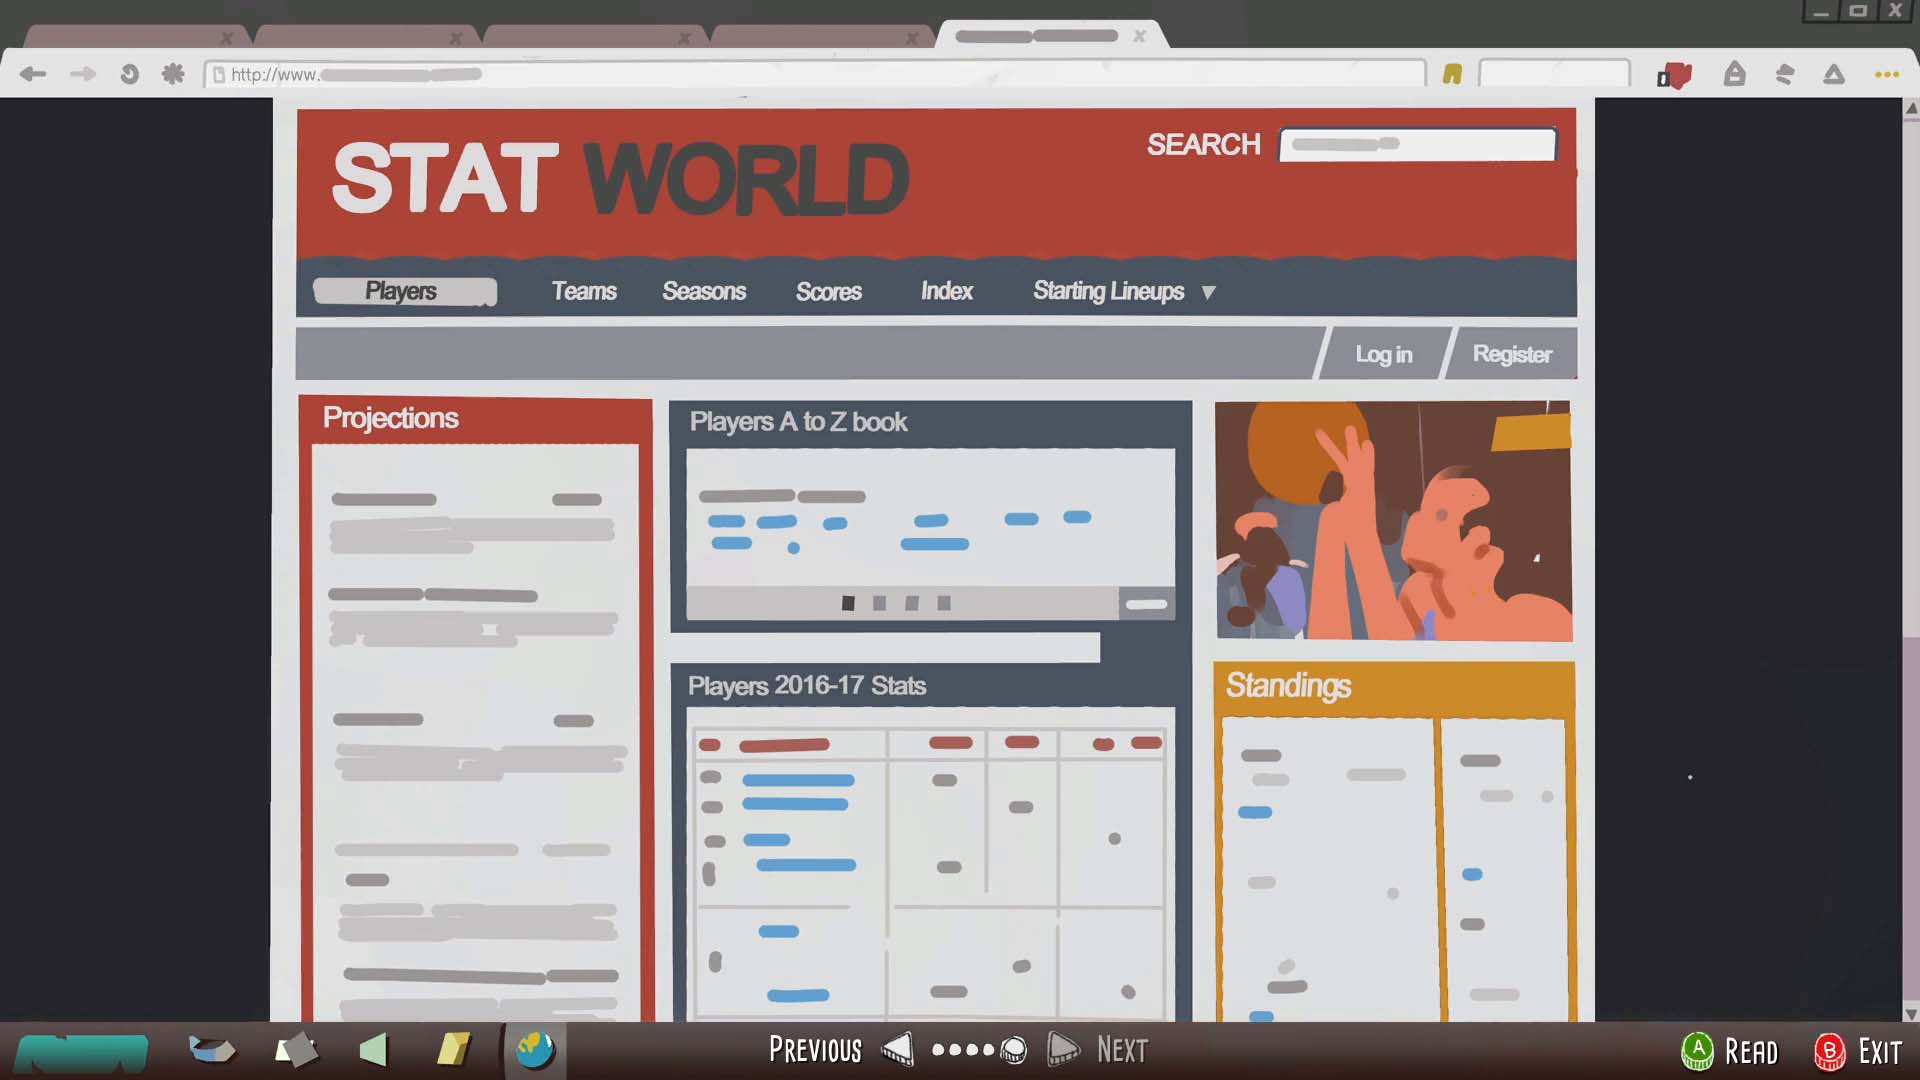 http://www.
STAT WORLD
SEARCH
Players Teams Seasons Scores Index Starting Lineups
Log in Register
Projections
Players A to Z book
Players 2016-17 Stats
Standings
PREVIOUS NEXT
A READ B EXIT